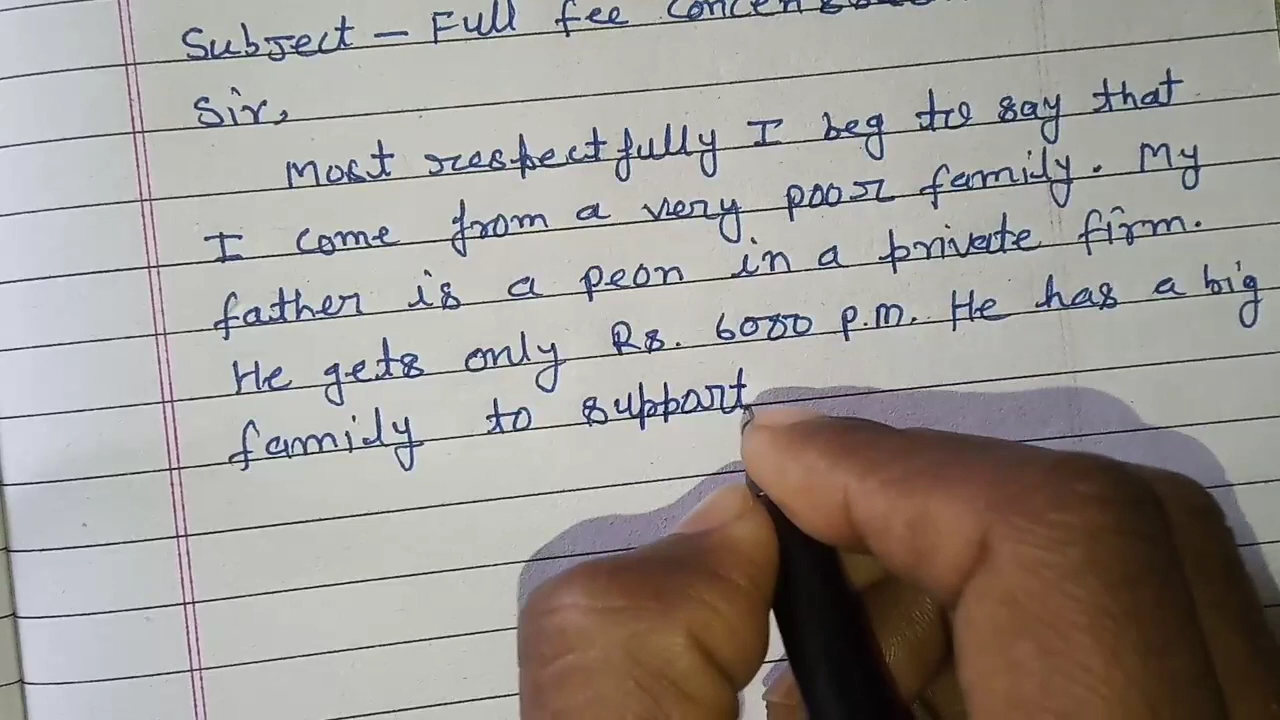 Subject – Full fee
Sir,
Most respectfully I beg to say that
I come from a very poor family. My
father is a peon in a private firm.
He gets only Rs. 6000 p.m. He has a big
family to support